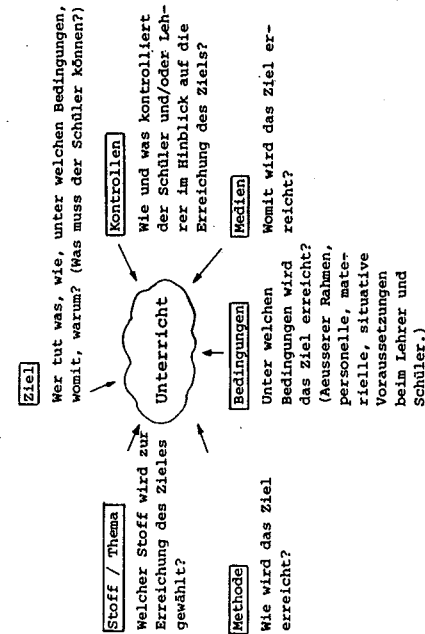 Ziel
Wer tut was, wie, unter welchen Bedingungen,
womit, warum? (Was muss der Schüler können?)
Stoff / Thema
Welcher Stoff wird zur
Erreichung des Zieles
gewählt?
Unterricht
Kontrollen
Wie und was kontrolliert
der Schüler und/oder Leh-
rer im Hinblick auf die
Erreichung des Ziels?
Methode
Wie wird das Ziel
erreicht?
Bedingungen
Unter welchen
Bedingungen wird
das Ziel erreicht?
(Aeusserer Rahmen,
personelle, mate-
rielle, situative
Voraussetzungen
beim Lehrer und
Schüler.)
Medien
Womit wird das Ziel er-
reicht?